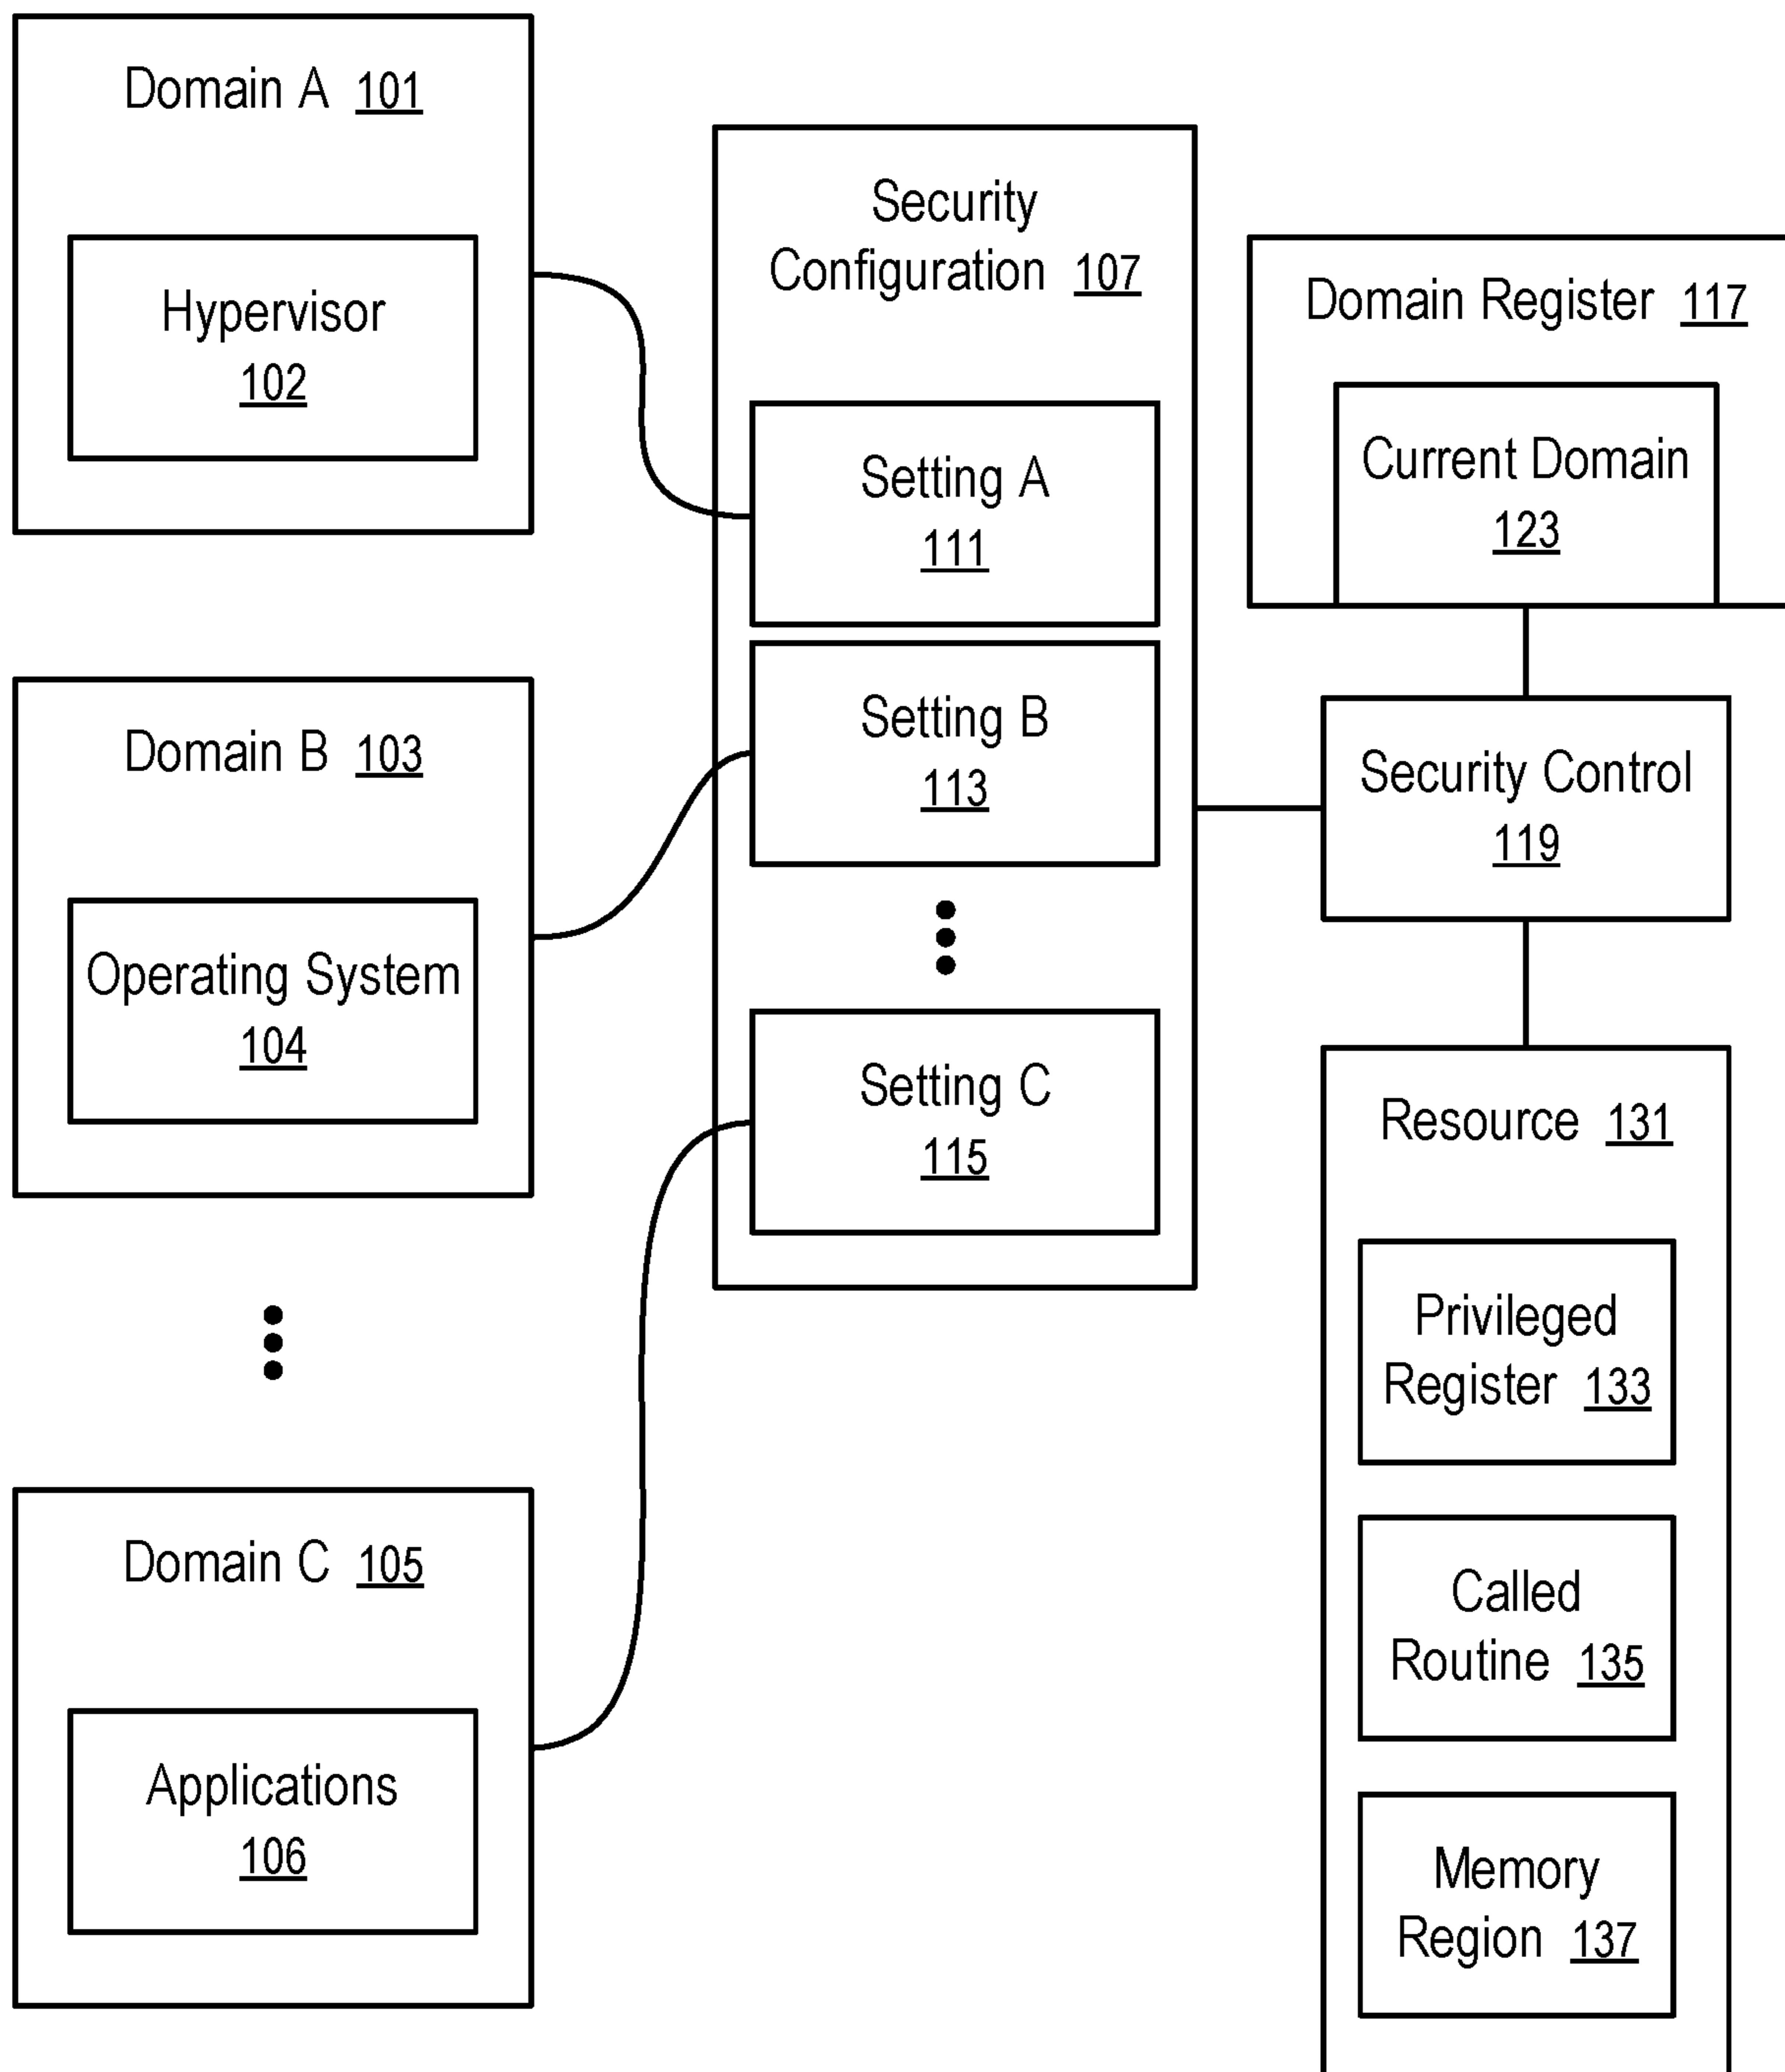 Domain A 101
Hypervisor
102
Domain B 103
Operating System
104
Domain C 105
Applications
106
Security
Configuration 107
Setting A
111
Setting B
113
Setting C
115
Domain Register 117
Current Domain
123
Security Control
119
Resource 131
Privileged
Register 133
Called
Routine 135
Memory
Region 137